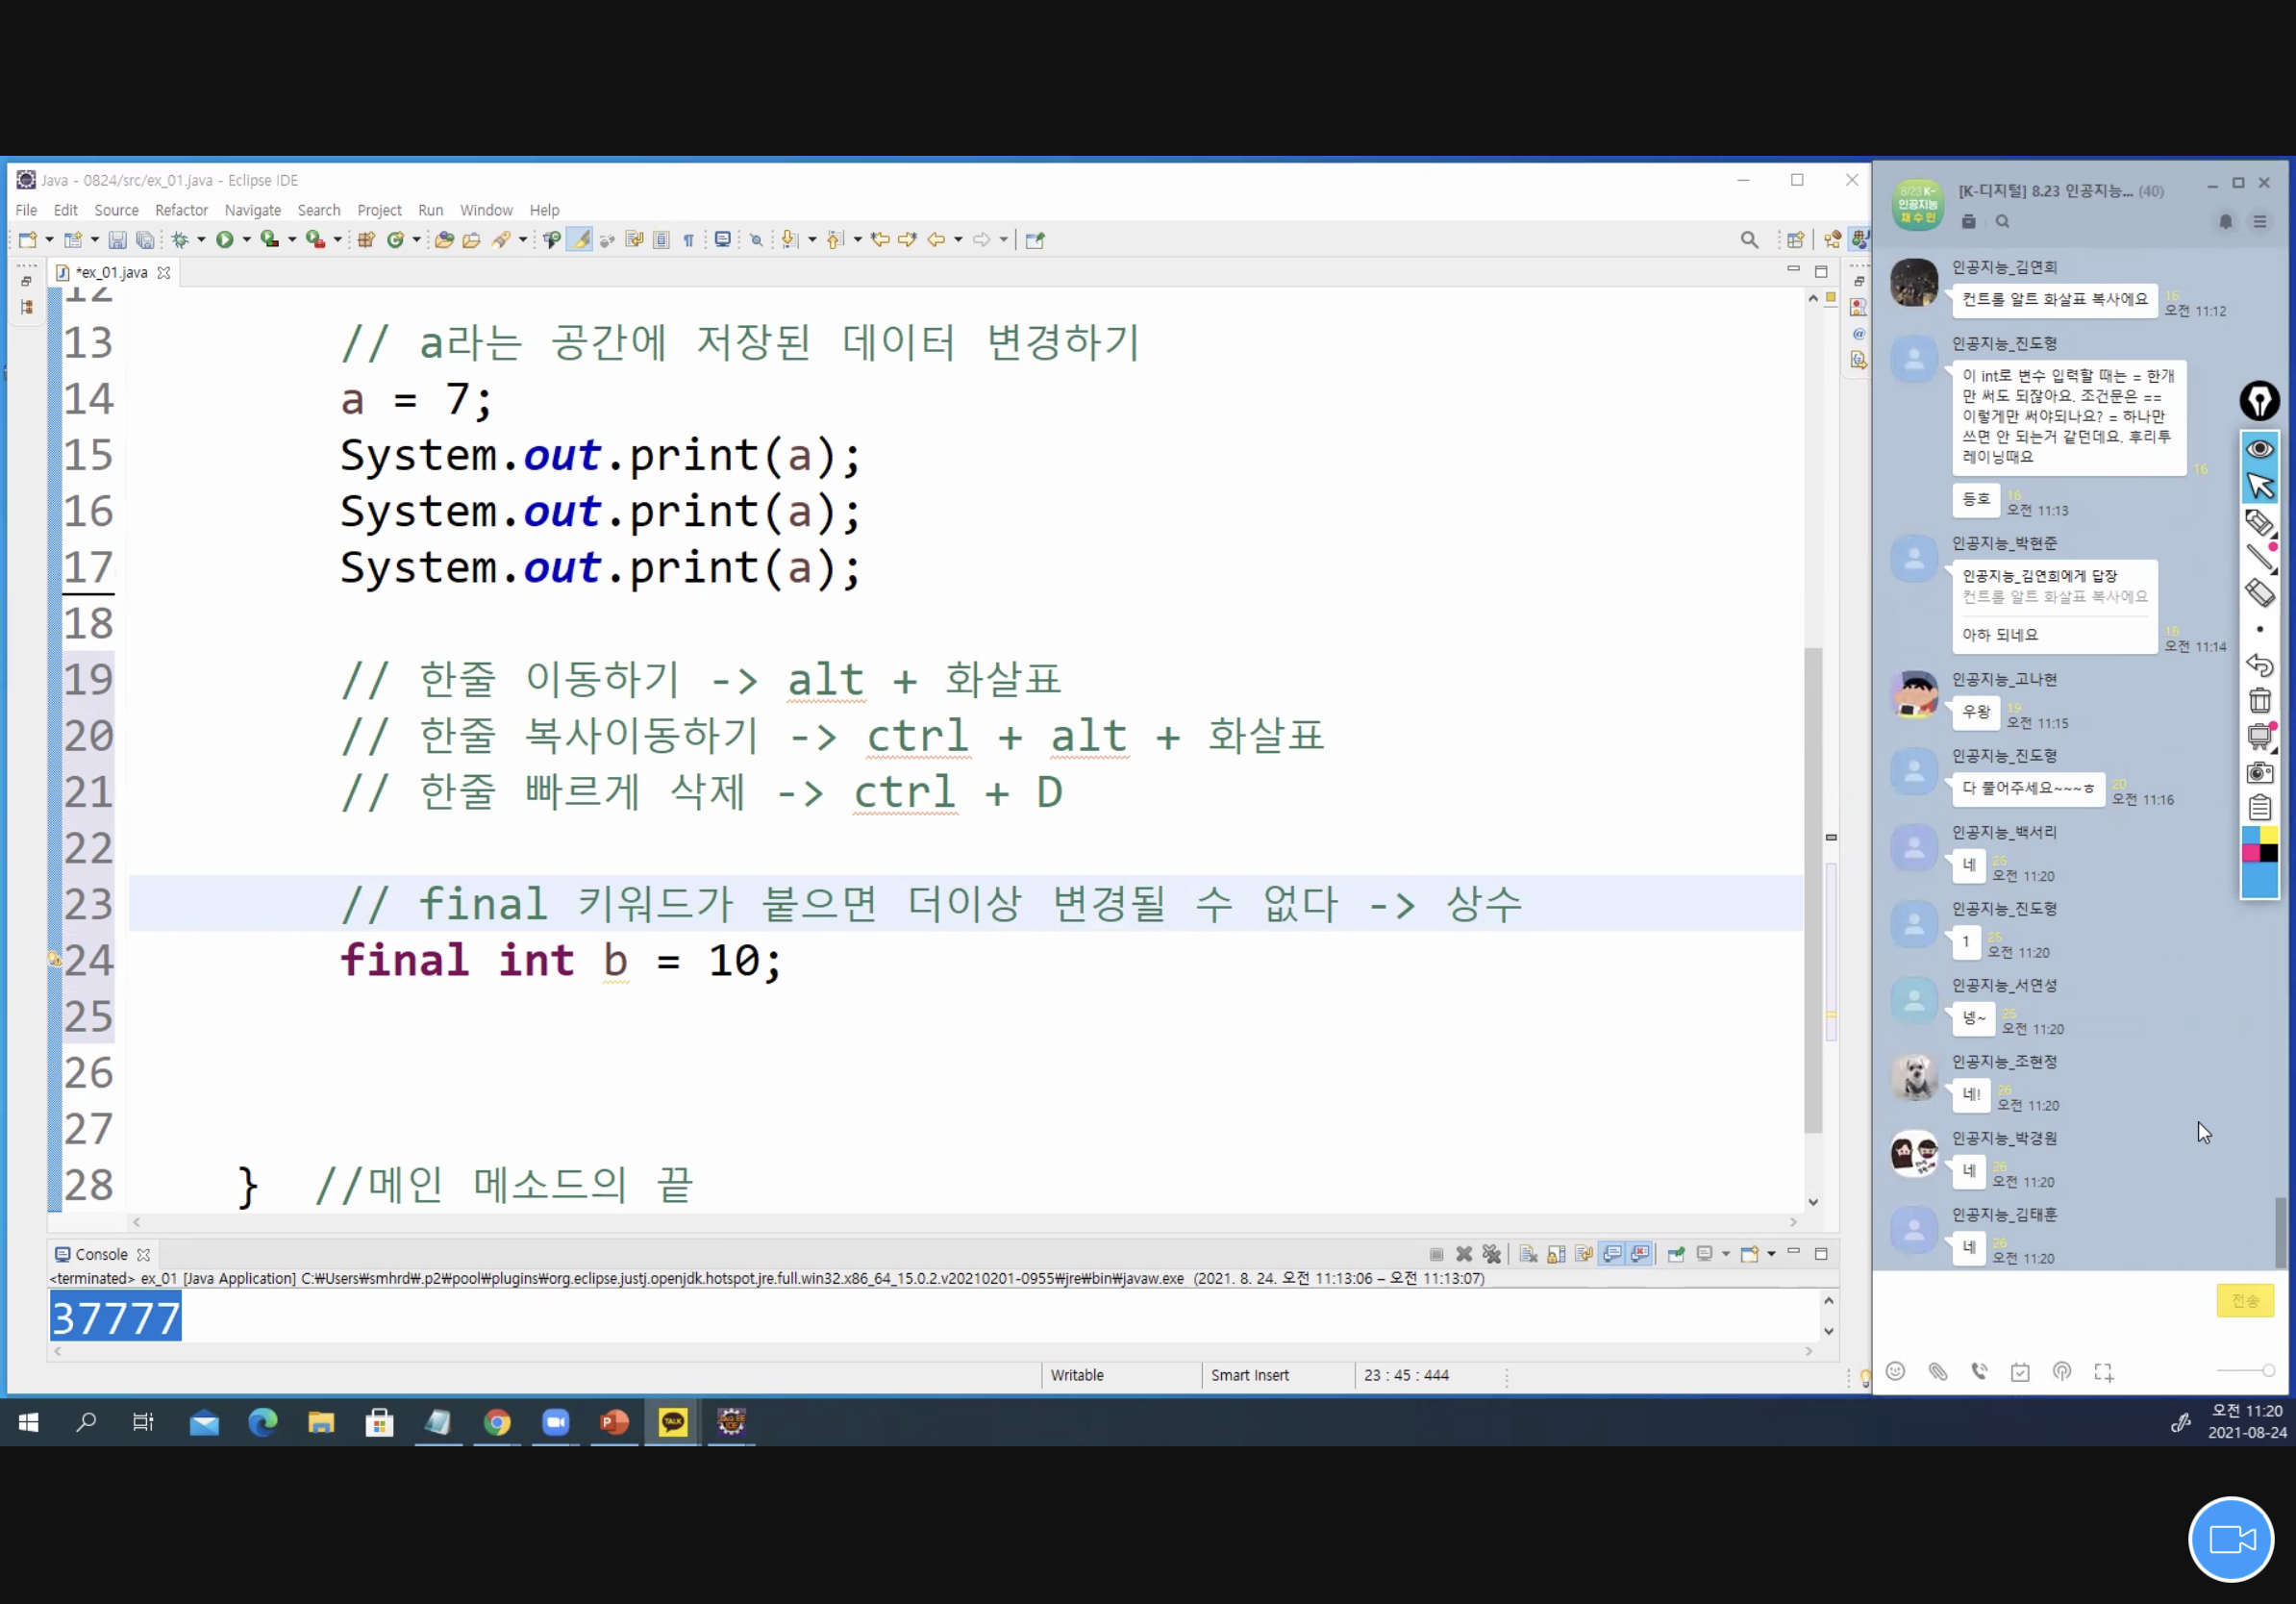 Java - 0824/src/ex_01.java - Eclipse IDE
File Edit Source Refactor Navigate Search Project Run Window Help
*ex_01.java
12
13 // a라는 공간에 저장된 데이터 변경하기
14 a = 7;
15 System.out.print(a);
16 System.out.print(a);
17 System.out.print(a);
18
19 // 한줄 이동하기 -> alt + 화살표
20 // 한줄 복사이동하기 -> ctrl + alt + 화살표
21 // 한줄 빠르게 삭제 -> ctrl + D
22
23 // final 키워드가 붙으면 더이상 변경될 수 없다 -> 상수
24 final int b = 10;
25
26
27
28 } //메인 메소드의 끝
Console
<terminated> ex_01 [Java Application] C:₩Users₩smhrd₩.p2₩pool₩plugins₩org.eclipse.justj.openjdk.hotspot.jre.full.win32.x86_64_15.0.2.v20210201-0955₩jre₩bin₩javaw.exe (2021. 8. 24. 오전 11:13:06 – 오전 11:13:07)
37777
Writable Smart Insert 23 : 45 : 444
8/23 K-
인공지능
채수민
[K-디지털] 8.23 인공지능... (40)
인공지능_김연희
컨트롤 알트 화살표 복사에요
16
오전 11:12
인공지능_진도형
이 int로 변수 입력할 때는 = 한개
만 써도 되잖아요. 조건문은 ==
이렇게만 써야되나요? = 하나만
쓰면 안 되는거 같던데요. 후리투
레이닝때요
16
등호
16
오전 11:13
인공지능_박현준
인공지능_김연희에게 답장
컨트롤 알트 화살표 복사에요
아하 되네요
18
오전 11:14
인공지능_고나현
우왕
19
오전 11:15
인공지능_진도형
다 풀어주세요~~~ㅎ
20
오전 11:16
인공지능_백서리
네
25
오전 11:20
인공지능_진도형
1
26
오전 11:20
인공지능_서연성
넹~
25
오전 11:20
인공지능_조현정
네!
26
오전 11:20
인공지능_박경원
네
26
오전 11:20
인공지능_김태훈
네
26
오전 11:20
전송
TALK
오전 11:20
2021-08-24